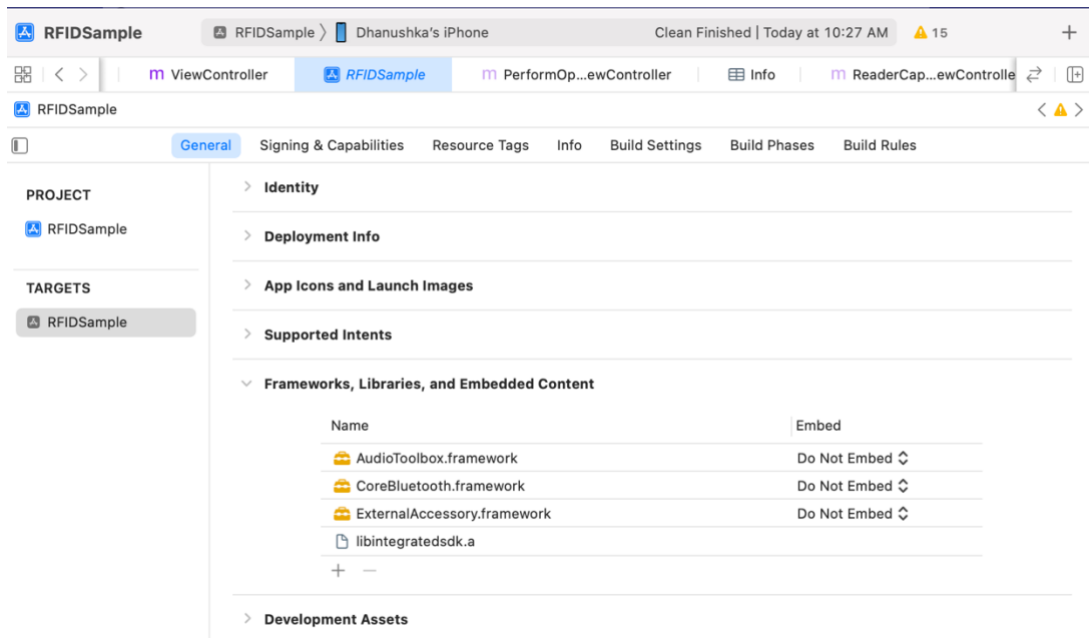 RFIDSample RFIDSample 〉 Dhanushka's iPhone Clean Finished | Today at 10:27 AM 15
ViewController RFIDSample PerformOp...ewController Info ReaderCap...ewControlle
RFIDSample
General Signing & Capabilities Resource Tags Info Build Settings Build Phases Build Rules
PROJECT
RFIDSample
TARGETS
RFIDSample
Identity
Deployment Info
App Icons and Launch Images
Supported Intents
Frameworks, Libraries, and Embedded Content
Name Embed
AudioToolbox.framework Do Not Embed
CoreBluetooth.framework Do Not Embed
ExternalAccessory.framework Do Not Embed
libintegratedsdk.a
Development Assets